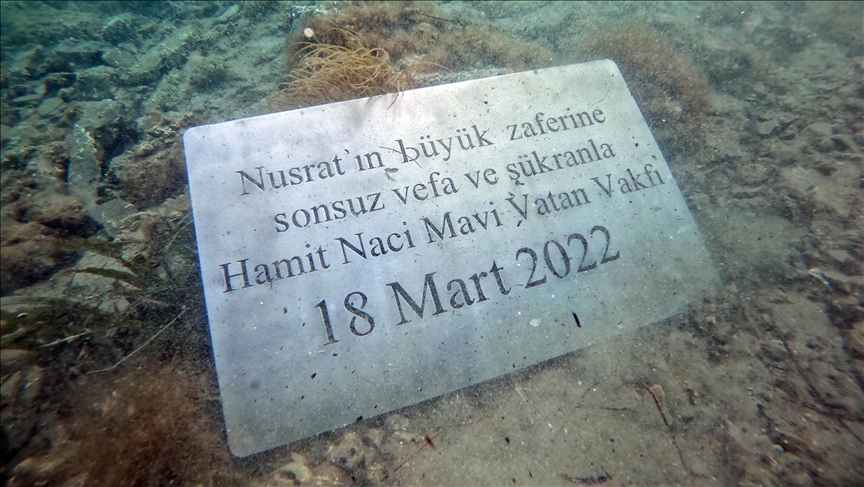 Nusrat'ın büyük zaferine
sonsuz vefa ve şükranla
Hamit Naci Mavi Vatan Vakfı
18 Mart 2022